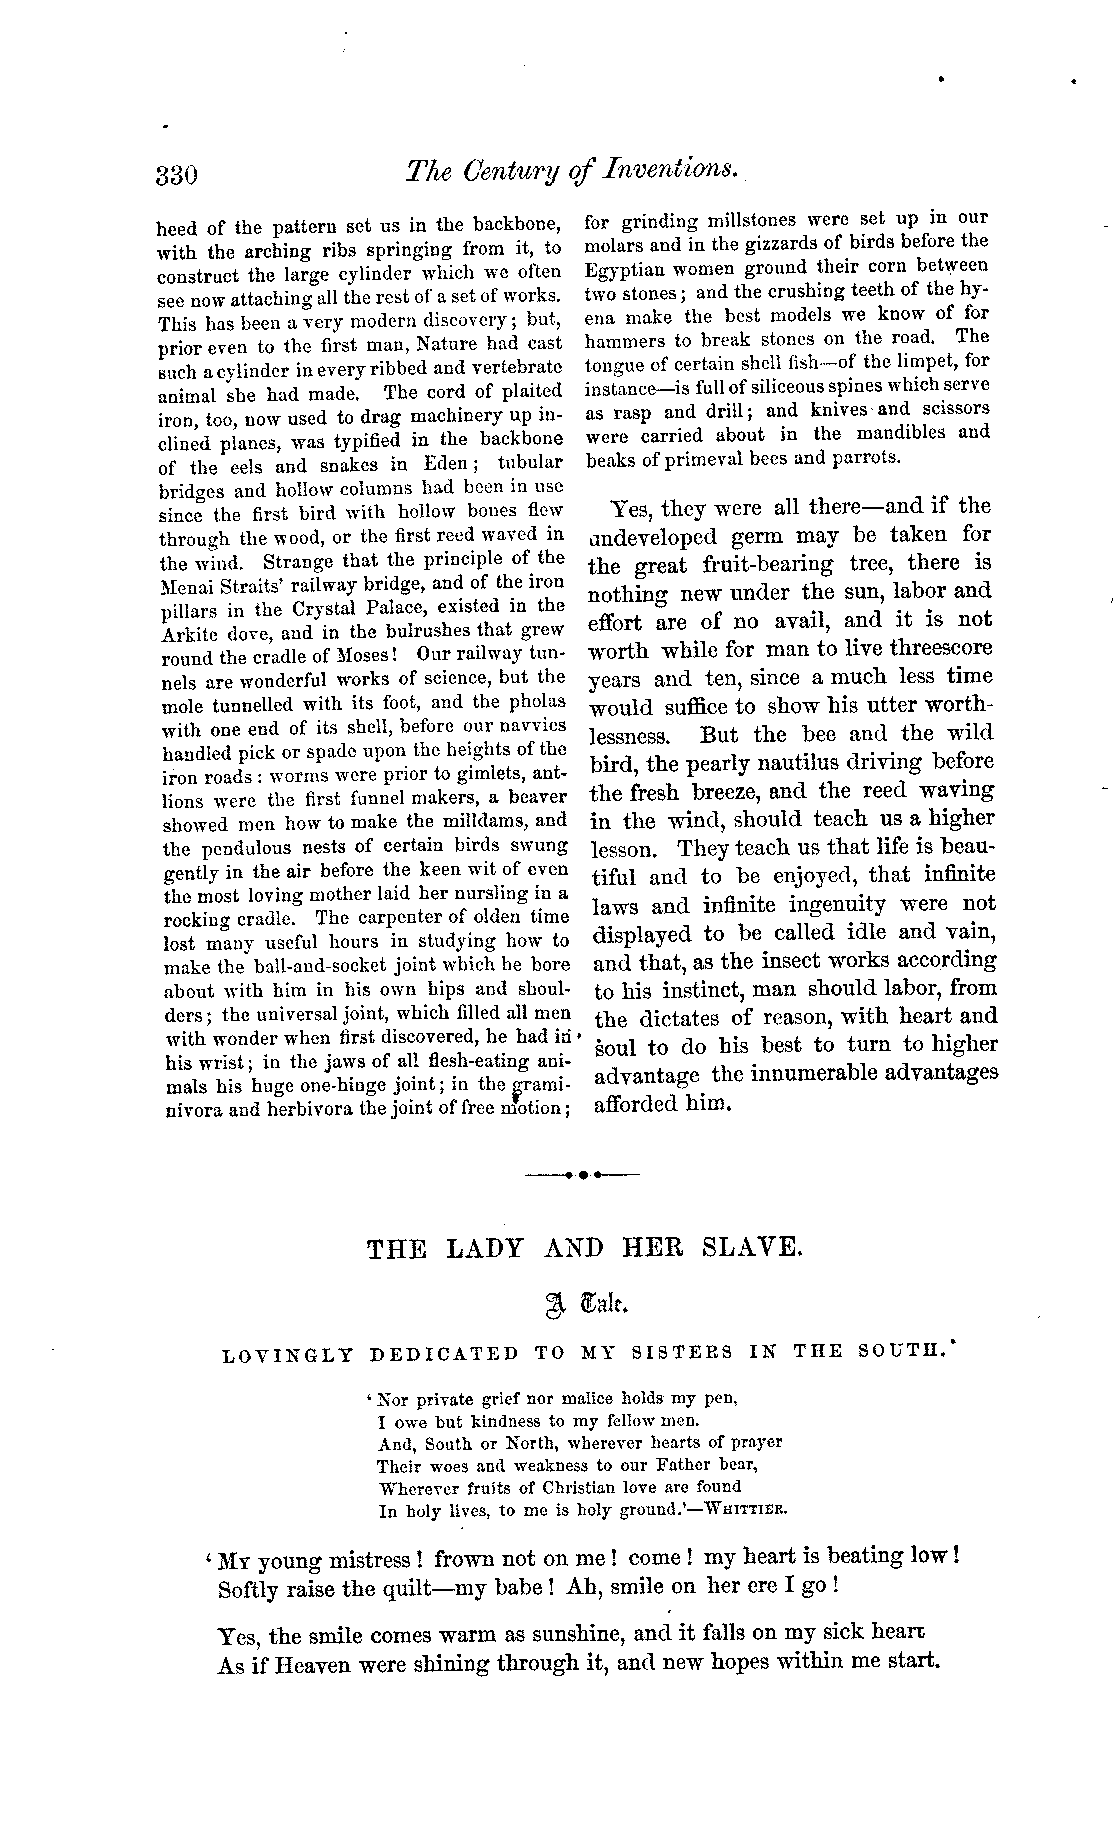 330
The Century of Inventions.
heed of the pattern set us in the backbone,
with the arching ribs springing from it, to
construct the large cylinder which we often
see now attaching all the rest of a set of works.
This has been a very modern discovery; but,
prior even to the first man, Nature had cast
such a cylinder in every ribbed and vertebrate
animal she had made. The cord of plaited
iron, too, now used to drag machinery up in-
clined planes, was typified in the backbone
of the eels and snakes in Eden; tubular
bridges and hollow columns had been in use
since the first bird with hollow bones flew
through the wood, or the first reed waved in
the wind. Strange that the principle of the
Menai Straits' railway bridge, and of the iron
pillars in the Crystal Palace, existed in the
Arkite dove, and in the bulrushes that grew
round the cradle of Moses! Our railway tun-
nels are wonderful works of science, but the
mole tunnelled with its foot, and the pholas
with one end of its shell, before our navvies
handled pick or spade upon the heights of the
iron roads: worms were prior to gimlets, ant-
lions were the first funnel makers, a beaver
showed men how to make the milldams, and
the pendulous nests of certain birds swung
gently in the air before the keen wit of even
the most loving mother laid her nursling in a
rocking cradle. The carpenter of olden time
lost many useful hours in studying how to
make the ball-and-socket joint which he bore
about with him in his own hips and shoul-
ders; the universal joint, which filled all men
with wonder when first discovered, he had in
his wrist; in the jaws of all flesh-eating ani-
mals his huge one-hinge joint; in the grami-
nivora and herbivora the joint of free motion;
for grinding millstones were set up in our
molars and in the gizzards of birds before the
Egyptian women ground their corn between
two stones; and the crushing teeth of the hy-
ena make the best models we know of for
hammers to break stones on the road. The
tongue of certain shell fish—of the limpet, for
instance—is full of siliceous spines which serve
as rasp and drill; and knives and scissors
were carried about in the mandibles and
beaks of primeval bees and parrots.
Yes, they were all there—and if the
undeveloped germ may be taken for
the great fruit-bearing tree, there is
nothing new under the sun, labor and
effort are of no avail, and it is not
worth while for man to live threescore
years and ten, since a much less time
would suffice to show his utter worth-
lessness. But the bee and the wild
bird, the pearly nautilus driving before
the fresh breeze, and the reed waving
in the wind, should teach us a higher
lesson. They teach us that life is beau-
tiful and to be enjoyed, that infinite
laws and infinite ingenuity were not
displayed to be called idle and vain,
and that, as the insect works according
to his instinct, man should labor, from
the dictates of reason, with heart and
soul to do his best to turn to higher
advantage the innumerable advantages
afforded him.
THE LADY AND HER SLAVE.
A Tale.
LOVINGLY DEDICATED TO MY SISTERS IN THE SOUTH.
'Nor private grief nor malice holds my pen,
I owe but kindness to my fellow men.
And, South or North, wherever hearts of prayer
Their woes and weakness to our Father bear,
Wherever fruits of Christian love are found
In holy lives, to me is holy ground.'—WHITTIER.
'MY young mistress! frown not on me! come! my heart is beating low!
Softly raise the quilt—my babe! Ah, smile on her ere I go!
Yes, the smile comes warm as sunshine, and it falls on my sick heart
As if Heaven were shining through it, and new hopes within me start.